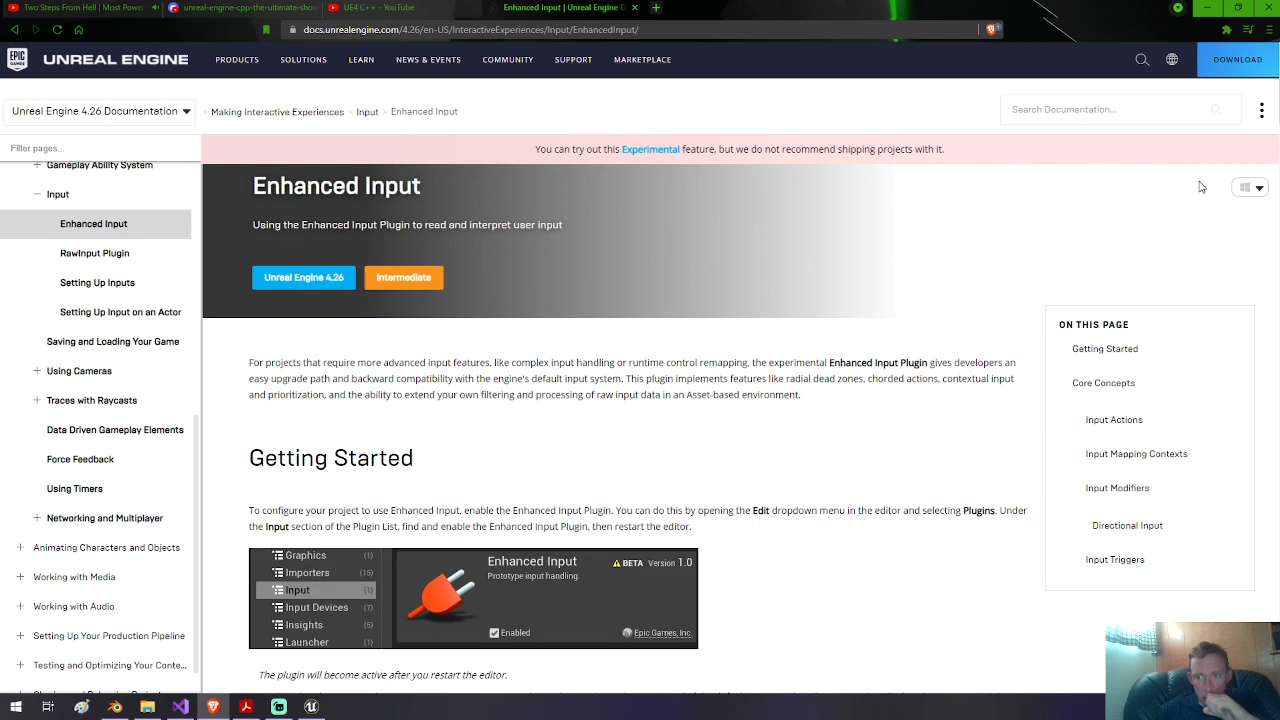 Two Steps From Hell | Most Power
unreal-engine-cpp-the-ultimate-shoo
UE4 C++ - YouTube
Enhanced Input | Unreal Engine D
docs.unrealengine.com/4.26/en-US/InteractiveExperiences/Input/EnhancedInput/
EPIC GAMES
UNREAL ENGINE
PRODUCTS
SOLUTIONS
LEARN
NEWS & EVENTS
COMMUNITY
SUPPORT
MARKETPLACE
DOWNLOAD
Unreal Engine 4.26 Documentation
> Making Interactive Experiences > Input > Enhanced Input
Search Documentation...
Filter pages...
You can try out this Experimental feature, but we do not recommend shipping projects with it.
+ Gameplay Ability System
— Input
Enhanced Input
RawInput Plugin
Setting Up Inputs
Setting Up Input on an Actor
Saving and Loading Your Game
+ Using Cameras
+ Traces with Raycasts
Data Driven Gameplay Elements
Force Feedback
Using Timers
+ Networking and Multiplayer
+ Animating Characters and Objects
+ Working with Media
+ Working with Audio
+ Setting Up Your Production Pipeline
+ Testing and Optimizing Your Conte...
Enhanced Input
Using the Enhanced Input Plugin to read and interpret user input
Unreal Engine 4.26
Intermediate
For projects that require more advanced input features, like complex input handling or runtime control remapping, the experimental Enhanced Input Plugin gives developers an
easy upgrade path and backward compatibility with the engine's default input system. This plugin implements features like radial dead zones, chorded actions, contextual input
and prioritization, and the ability to extend your own filtering and processing of raw input data in an Asset-based environment.
Getting Started
To configure your project to use Enhanced Input, enable the Enhanced Input Plugin. You can do this by opening the Edit dropdown menu in the editor and selecting Plugins. Under
the Input section of the Plugin List, find and enable the Enhanced Input Plugin, then restart the editor.
Graphics (1)
Importers (15)
Input (1)
Input Devices (7)
Insights (5)
Launcher (1)
Enhanced Input
BETA Version 1.0
Prototype input handling.
Enabled
Epic Games, Inc.
The plugin will become active after you restart the editor.
ON THIS PAGE
Getting Started
Core Concepts
Input Actions
Input Mapping Contexts
Input Modifiers
Directional Input
Input Triggers